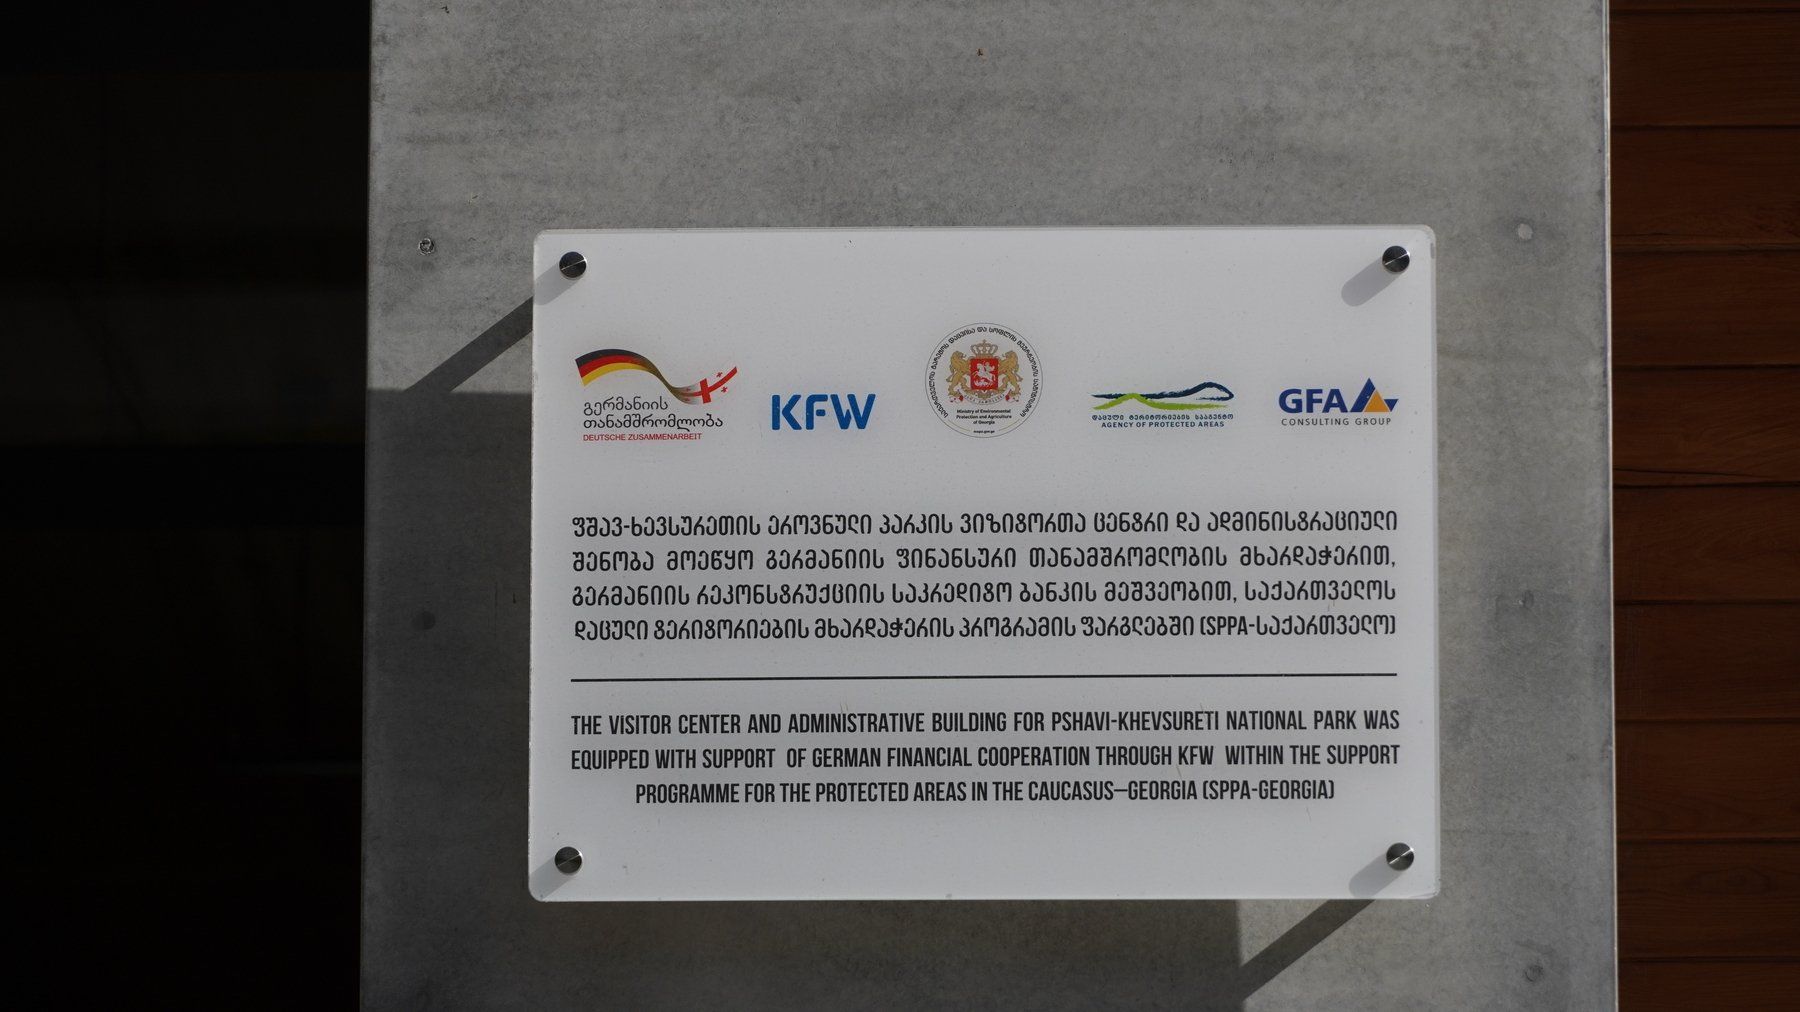 გერმანიის
თანამშრომლობა
DEUTSCHE ZUSAMMENARBEIT
KFW
Ministry of Environmental
Protection and Agriculture
of Georgia
დაცული ტერიტორიების სააგენტო
AGENCY OF PROTECTED AREAS
GFA
CONSULTING GROUP
ფშავ-ხევსურეთის ეროვნული პარკის ვიზიტორთა ცენტრი და ადმინისტრაციული
შენობა მოეწყო გერმანიის ფინანსური თანამშრომლობის მხარდაჭერით,
გერმანიის რეკონსტრუქციის საკრედიტო ბანკის მეშვეობით, საქართველოს
დაცული ტერიტორიების მხარდაჭერის პროგრამის ფარგლებში (SPPA-საქართველო)
THE VISITOR CENTER AND ADMINISTRATIVE BUILDING FOR PSHAVI-KHEVSURETI NATIONAL PARK WAS
EQUIPPED WITH SUPPORT OF GERMAN FINANCIAL COOPERATION THROUGH KFW WITHIN THE SUPPORT
PROGRAMME FOR THE PROTECTED AREAS IN THE CAUCASUS–GEORGIA (SPPA-GEORGIA)